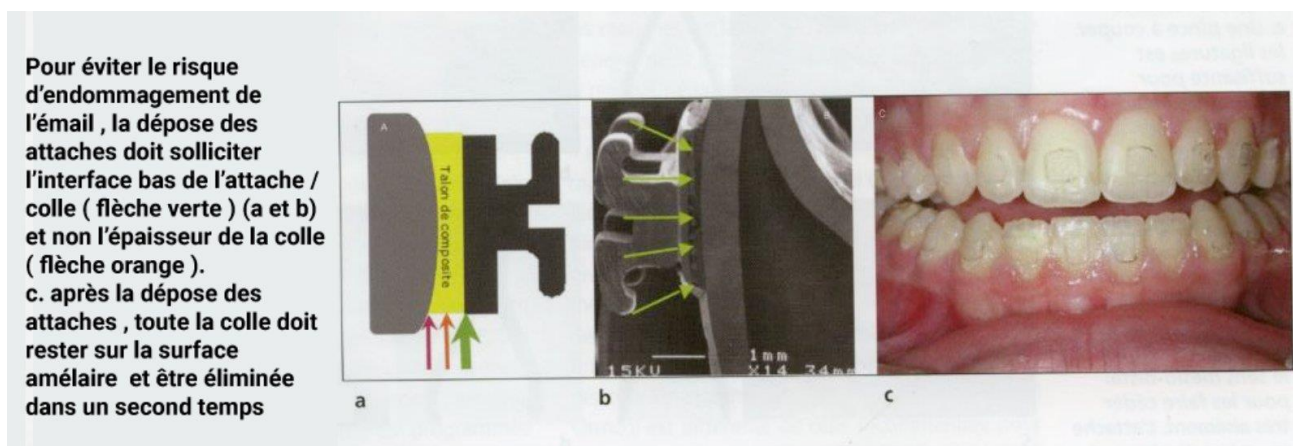 Pour éviter le risque
d'endommagement de
l'émail , la dépose des
attaches doit solliciter
l'interface bas de l'attache /
colle ( flèche verte ) (a et b)
et non l'épaisseur de la colle
( flèche orange ).
c. après la dépose des
attaches , toute la colle doit
rester sur la surface
amélaire et être éliminée
dans un second temps
A
Talon de composite
a
15KV
1mm
X14 34mm
b
C
c